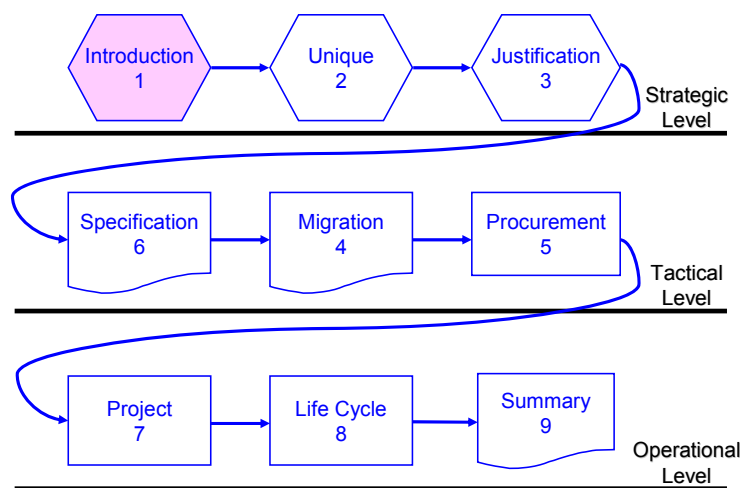 Introduction
1
Unique
2
Justification
3
Strategic
Level
Specification
6
Migration
4
Procurement
5
Tactical
Level
Project
7
Life Cycle
8
Summary
9
Operational
Level